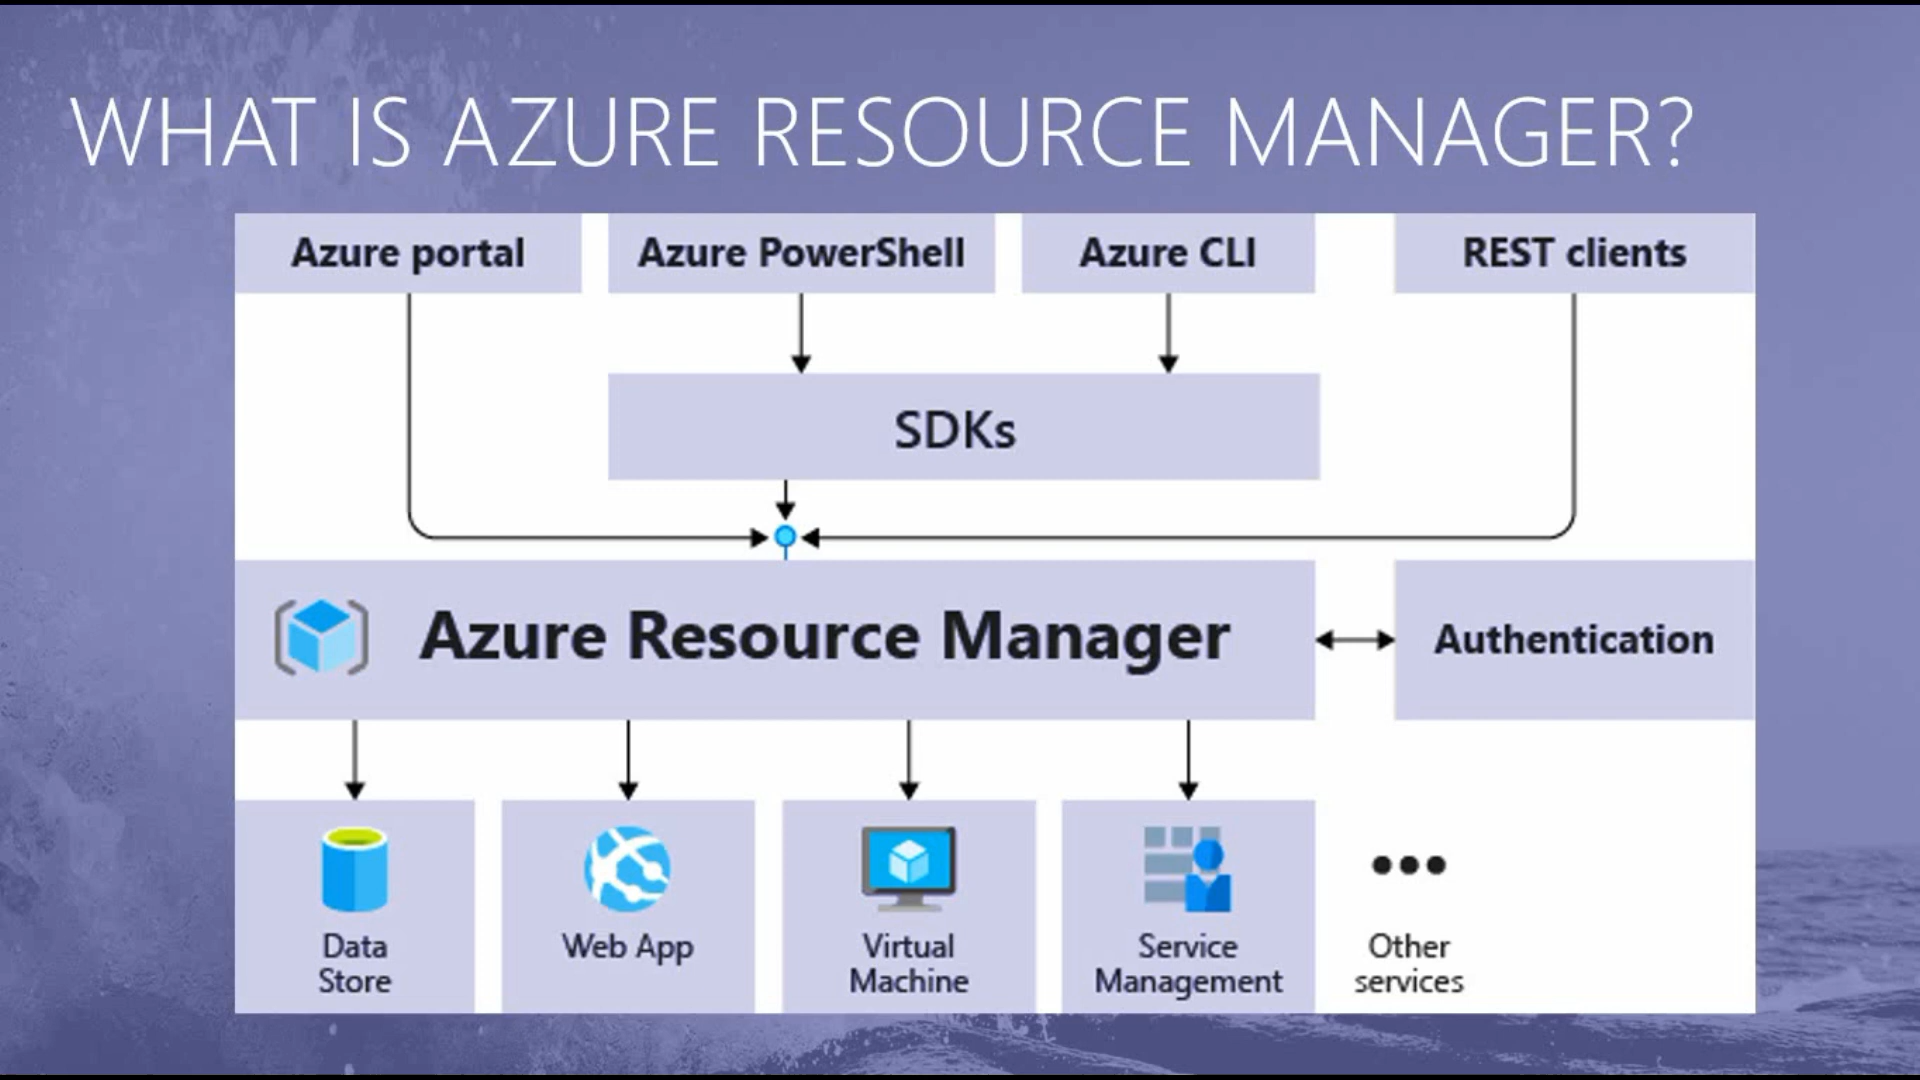 WHAT IS AZURE RESOURCE MANAGER?
Azure portal
Azure PowerShell
Azure CLI
REST clients
SDKs
Azure Resource Manager
Authentication
Data
Store
Web App
Virtual
Machine
Service
Management
Other
services